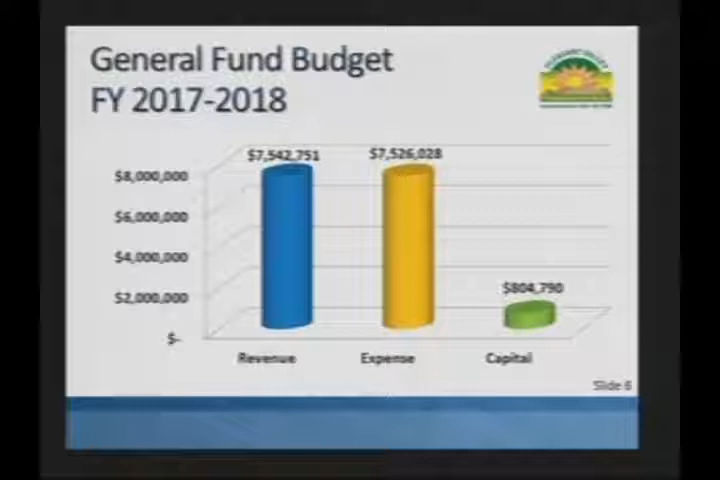 General Fund Budget
FY 2017-2018
$7,542,751
$7,526,028
$8,000,000
$6,000,000
$4,000,000
$2,000,000
$804,790
$-
Revenue
Expense
Capital
Slide 6